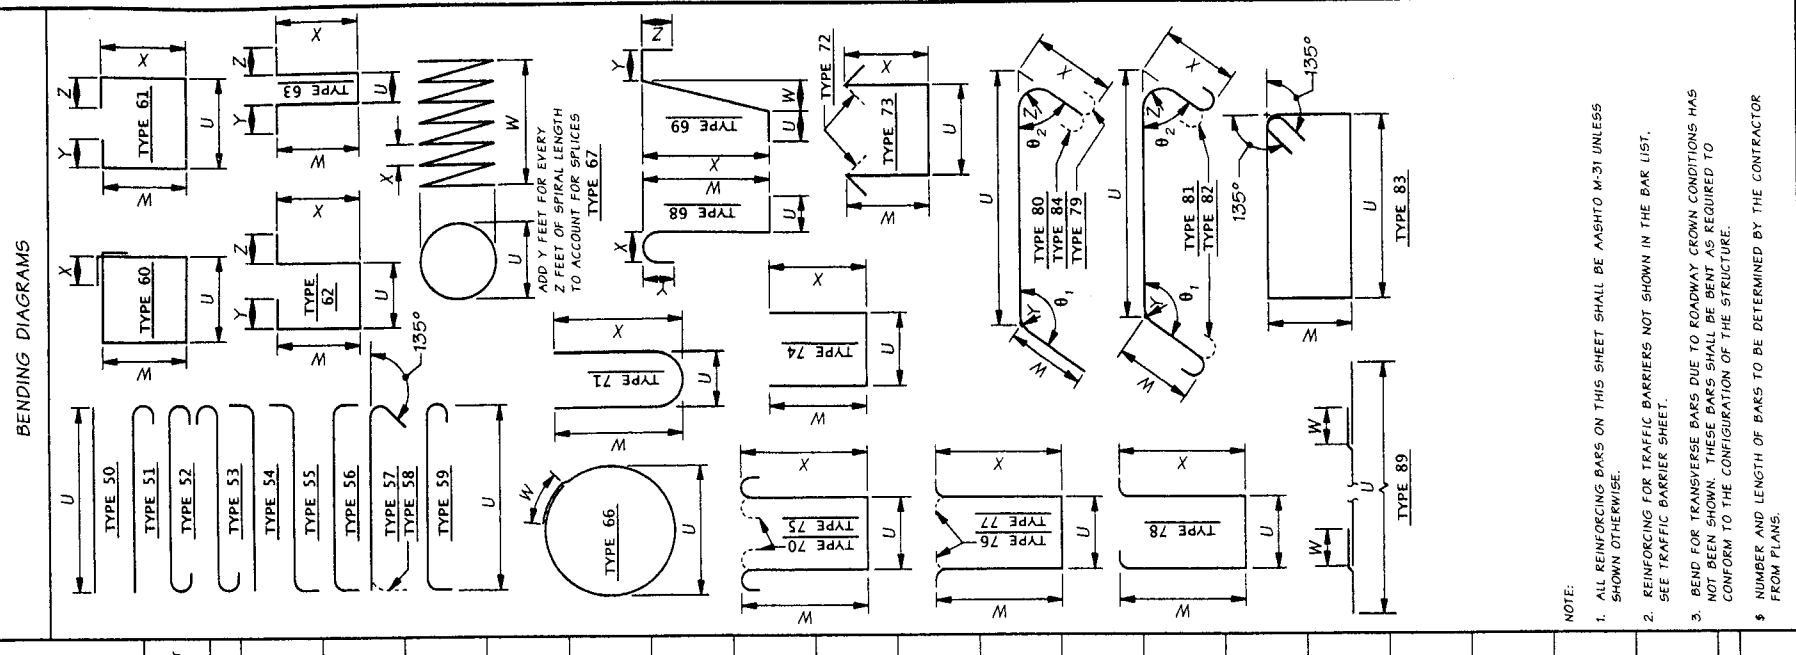 BENDING DIAGRAMS
U
TYPE 50
TYPE 51
TYPE 52
TYPE 53
TYPE 54
TYPE 55
TYPE 56
TYPE 57
TYPE 58
TYPE 59
U
135°
TYPE 60
W
X
U
TYPE 61
W
Y
Z
X
U
TYPE
62
W
Y
Z
X
U
TYPE 63
W
Y
Z
X
U
TYPE 66
W
U
U
X
W
ADD Y FEET FOR EVERY
Z FEET OF SPIRAL LENGTH
TO ACCOUNT FOR SPLICES
TYPE 67
TYPE 68
Y
X
U
W
TYPE 69
X
U
W
Y
Z
TYPE 71
W
X
U
TYPE 72
TYPE 73
W
X
U
TYPE 74
W
X
U
TYPE 70
TYPE 75
W
X
U
TYPE 76
TYPE 77
W
X
U
TYPE 78
W
X
U
TYPE 80
TYPE 84
TYPE 79
U
W
Y
θ1
θ2
Z
X
TYPE 81
TYPE 82
U
W
Y
θ1
θ2
Z
X
TYPE 83
W
U
135°
135°
TYPE 89
W
U
W
NOTE:
1. ALL REINFORCING BARS ON THIS SHEET SHALL BE AASHTO M-31 UNLESS
SHOWN OTHERWISE.
2. REINFORCING FOR TRAFFIC BARRIERS NOT SHOWN IN THE BAR LIST.
SEE TRAFFIC BARRIER SHEET.
3. BEND FOR TRANSVERSE BARS DUE TO ROADWAY CROWN CONDITIONS HAS
NOT BEEN SHOWN. THESE BARS SHALL BE BENT AS REQUIRED TO
CONFORM TO THE CONFIGURATION OF THE STRUCTURE.
$ NUMBER AND LENGTH OF BARS TO BE DETERMINED BY THE CONTRACTOR
FROM PLANS.